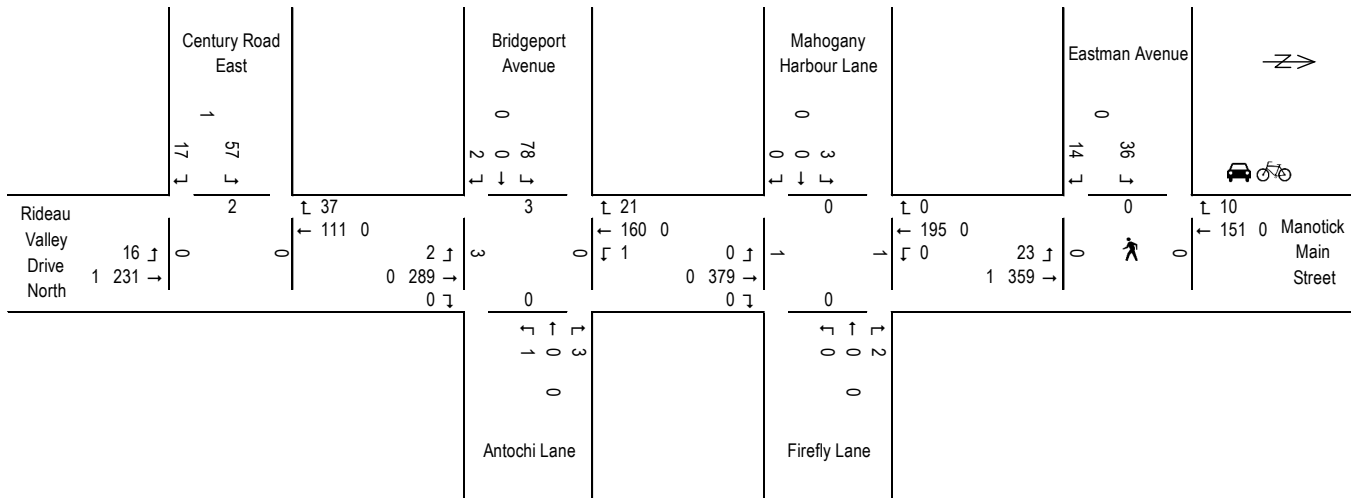 Century Road
East
Bridgeport
Avenue
Mahogany
Harbour Lane
Eastman Avenue
Z
1
0
0
0
17 57
2 0 78
0 0 3
14 36
2
3
0
0
Rideau
Valley
Drive
North
16
1 231
0 0
37
111 0
2
0 289
0
3 0
0
21
160 0
1
0
0 379
0
1 1
0
0
195 0
0
23
1 359
0 0
10
151 0
Manotick
Main
Street
1 0 3
0
0 0 2
0
Antochi Lane
Firefly Lane